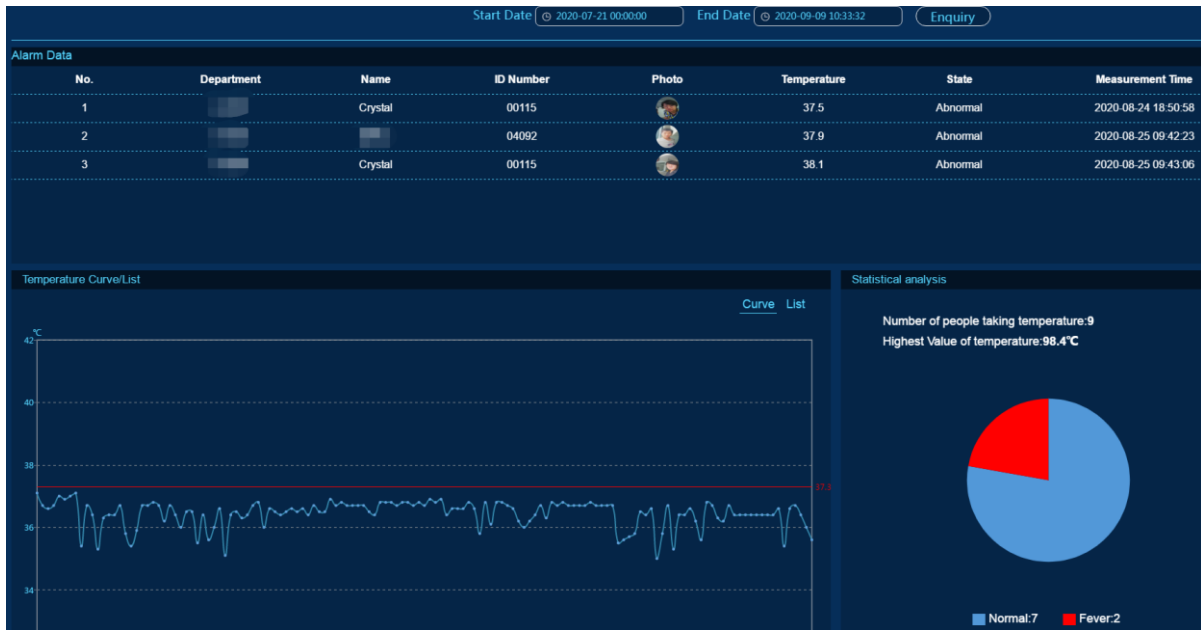 Start Date 2020-07-21 00:00:00 End Date 2020-09-09 10:33:32 Enquiry
Alarm Data
No. Department Name ID Number Photo Temperature State Measurement Time
1 Crystal 00115 37.5 Abnormal 2020-08-24 18:50:58
2 04092 37.9 Abnormal 2020-08-25 09:42:23
3 Crystal 00115 38.1 Abnormal 2020-08-25 09:43:06
Temperature Curve/List
Curve List
℃
42
40
38
37.3
36
34
Statistical analysis
Number of people taking temperature:9
Highest Value of temperature:98.4℃
Normal:7 Fever:2